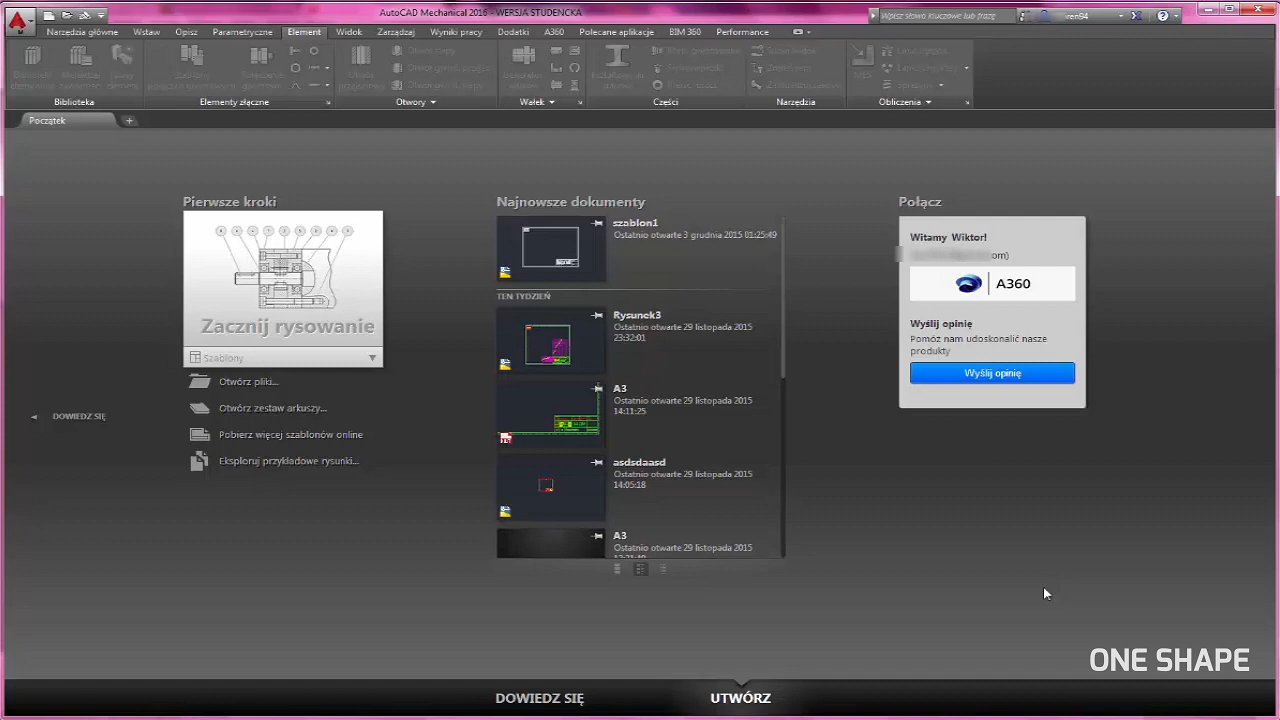 AutoCAD Mechanical 2016 - WERSJA STUDENCKA
Wpisz słowo kluczowe lub frazę
Narzędzia główne
Wstaw
Opisz
Parametryczne
Element
Widok
Zarządzaj
Wyniki pracy
Dodatki
A360
Polecane aplikacje
BIM 360
Performance
Biblioteka
Elementy złączne
Otwory
Wałek
Części
Narzędzia
Obliczenia
Początek
Pierwsze kroki
Zacznij rysowanie
Szablony
Otwórz pliki...
Otwórz zestaw arkuszy...
Pobierz więcej szablonów online
Eksploruj przykładowe rysunki...
DOWIEDZ SIĘ
Najnowsze dokumenty
szablon1
Ostatnio otwarte 3 grudnia 2015 01:25:49
TEN TYDZIEŃ
Rysunek3
Ostatnio otwarte 29 listopada 2015
23:32:01
A3
Ostatnio otwarte 29 listopada 2015
14:11:25
asdsdaasd
Ostatnio otwarte 29 listopada 2015
14:05:18
A3
Ostatnio otwarte 29 listopada 2015
Połącz
Witamy Wiktor!
om)
A360
Wyślij opinię
Pomóż nam udoskonalić nasze
produkty
Wyślij opinię
ONE SHAPE
DOWIEDZ SIĘ
UTWÓRZ